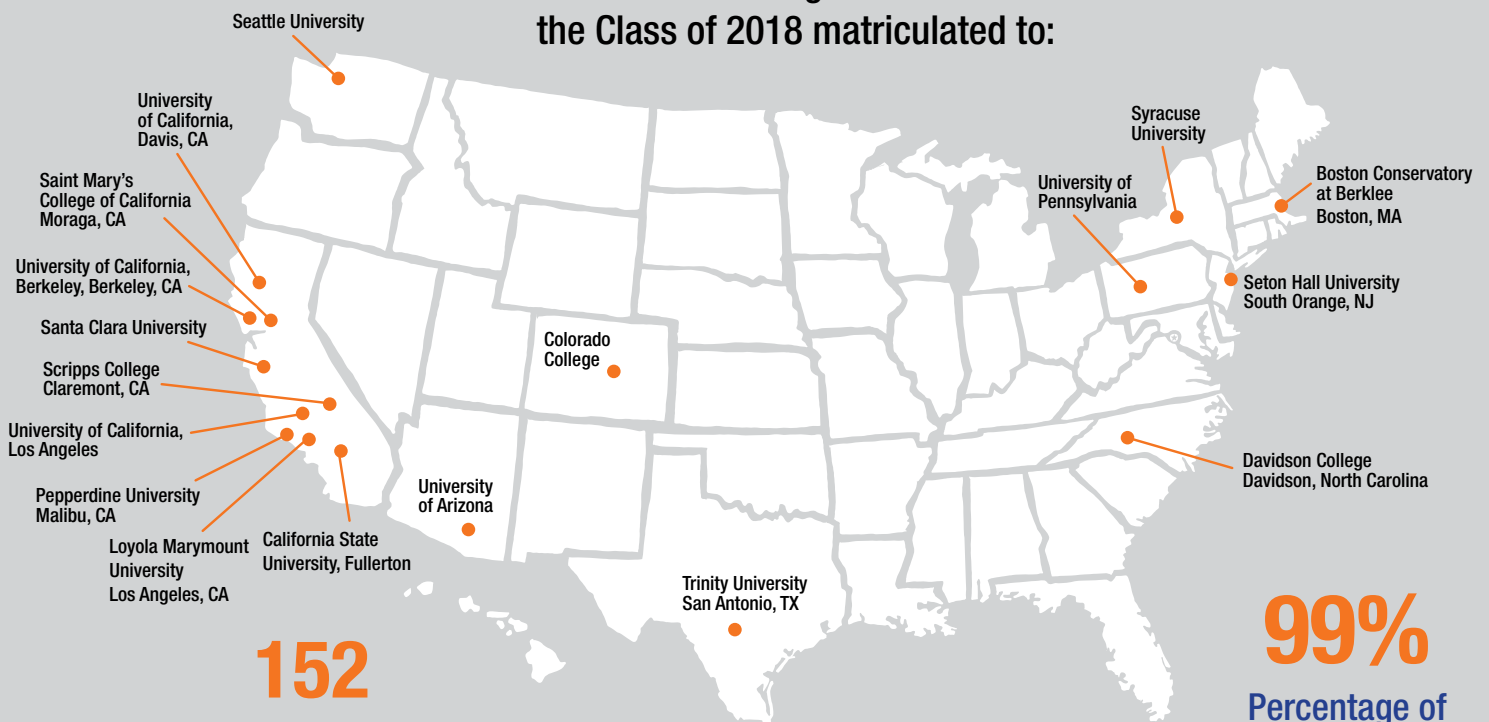 the Class of 2018 matriculated to:
Seattle University
University
of California,
Davis, CA
Saint Mary's
College of California
Moraga, CA
University of California,
Berkeley, Berkeley, CA
Santa Clara University
Scripps College
Claremont, CA
University of California,
Los Angeles
Pepperdine University
Malibu, CA
Loyola Marymount
University
Los Angeles, CA
California State
University, Fullerton
University
of Arizona
Colorado
College
Trinity University
San Antonio, TX
Syracuse
University
University of
Pennsylvania
Boston Conservatory
at Berklee
Boston, MA
Seton Hall University
South Orange, NJ
Davidson College
Davidson, North Carolina
152
99%
Percentage of